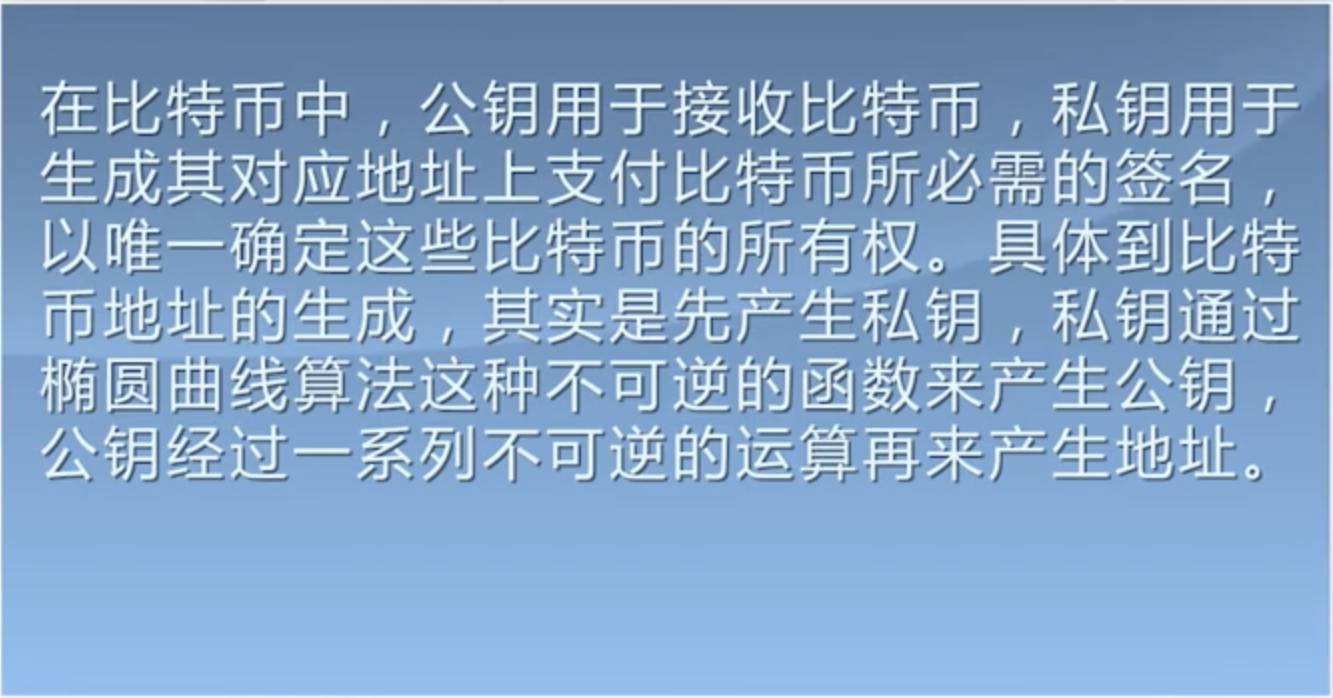 在比特币中，公钥用于接收比特币，私钥用于
生成其对应地址上支付比特币所必需的签名，
以唯一确定这些比特币的所有权。具体到比特
币地址的生成，其实是先产生私钥，私钥通过
椭圆曲线算法这种不可逆的函数来产生公钥，
公钥经过一系列不可逆的运算再来产生地址。